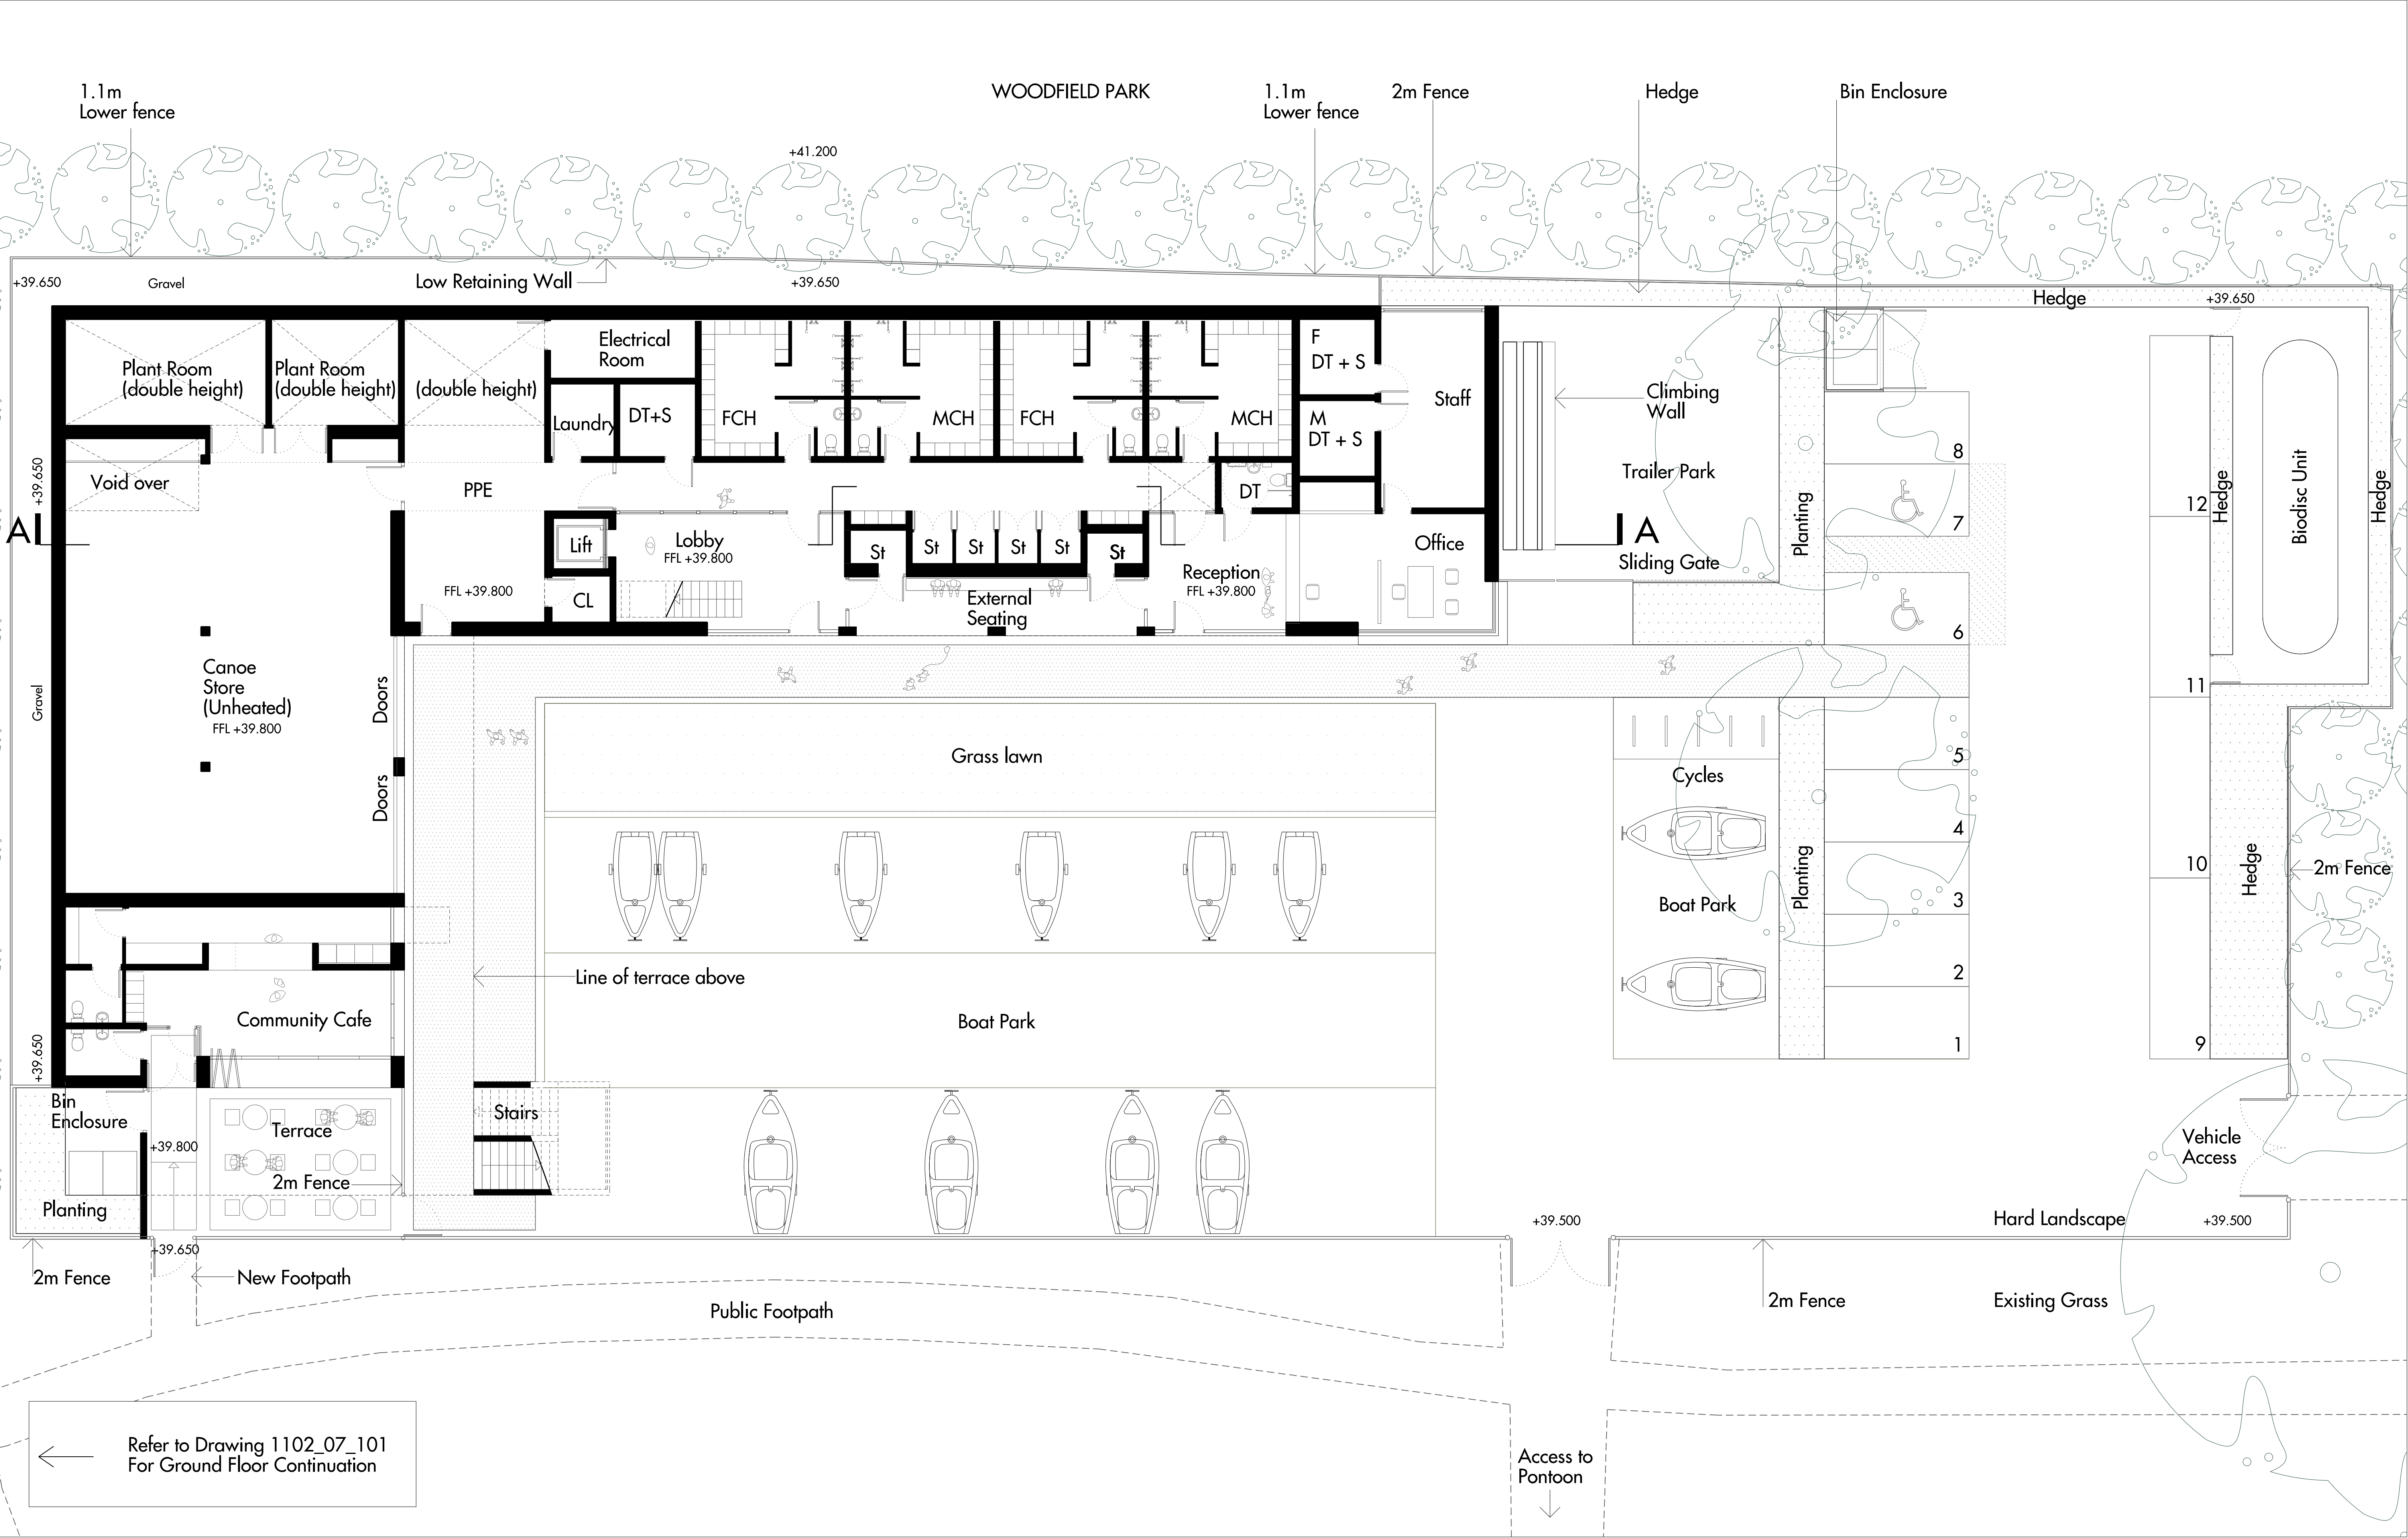 WOODFIELD PARK
1.1m
Lower fence
1.1m
Lower fence
2m Fence
Hedge
Bin Enclosure
+41.200
+39.650
Gravel
Low Retaining Wall
+39.650
Hedge
+39.650
Plant Room
(double height)
Plant Room
(double height)
(double height)
Electrical
Room
Laundry
DT+S
FCH
MCH
FCH
MCH
F
DT + S
M
DT + S
Staff
Climbing
Wall
Trailer Park
Planting
8
7
6
12
Hedge
Biodisc Unit
Hedge
+39.650
Void over
PPE
DT
A
A
Lift
Lobby
FFL +39.800
St
St
St
St
St
St
Office
Sliding Gate
Reception
FFL +39.800
FFL +39.800
CL
External
Seating
Gravel
Canoe
Store
(Unheated)
FFL +39.800
Doors
Doors
11
Grass lawn
Cycles
5
4
3
2
1
10
9
Planting
Hedge
2m Fence
Boat Park
Line of terrace above
Community Cafe
Boat Park
+39.650
Bin
Enclosure
Stairs
Terrace
+39.800
2m Fence
Planting
Vehicle
Access
+39.500
Hard Landscape
+39.500
+39.650
2m Fence
New Footpath
Public Footpath
2m Fence
Existing Grass
Refer to Drawing 1102_07_101
For Ground Floor Continuation
Access to
Pontoon